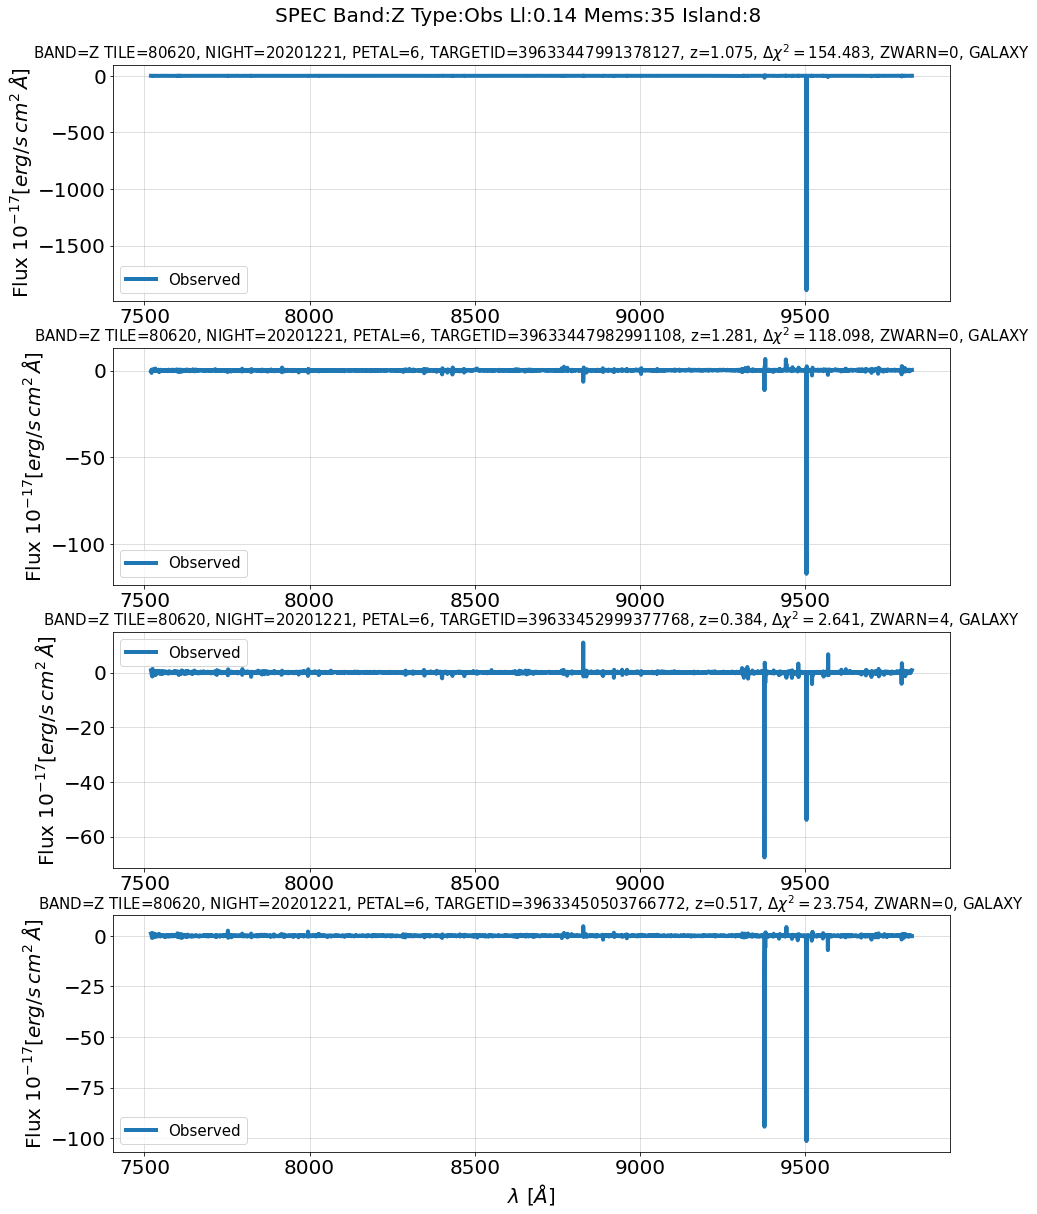 SPEC Band:Z Type:Obs Ll:0.14 Mems:35 Island:8
BAND=Z TILE=80620, NIGHT=20201221, PETAL=6, TARGETID=39633447991378127, z=1.075, Δχ²=154.483, ZWARN=0, GALAXY
Flux 10⁻¹⁷[erg/s cm² Å]
0
−500
−1000
−1500
Observed
7500 8000 8500 9000 9500
BAND=Z TILE=80620, NIGHT=20201221, PETAL=6, TARGETID=39633447982991108, z=1.281, Δχ²=118.098, ZWARN=0, GALAXY
Flux 10⁻¹⁷[erg/s cm² Å]
0
−50
−100
Observed
7500 8000 8500 9000 9500
BAND=Z TILE=80620, NIGHT=20201221, PETAL=6, TARGETID=39633452999377768, z=0.384, Δχ²=2.641, ZWARN=4, GALAXY
Flux 10⁻¹⁷[erg/s cm² Å]
Observed
0
−20
−40
−60
7500 8000 8500 9000 9500
BAND=Z TILE=80620, NIGHT=20201221, PETAL=6, TARGETID=39633450503766772, z=0.517, Δχ²=23.754, ZWARN=0, GALAXY
Flux 10⁻¹⁷[erg/s cm² Å]
0
−25
−50
−75
−100
Observed
7500 8000 8500 9000 9500
λ [Å]